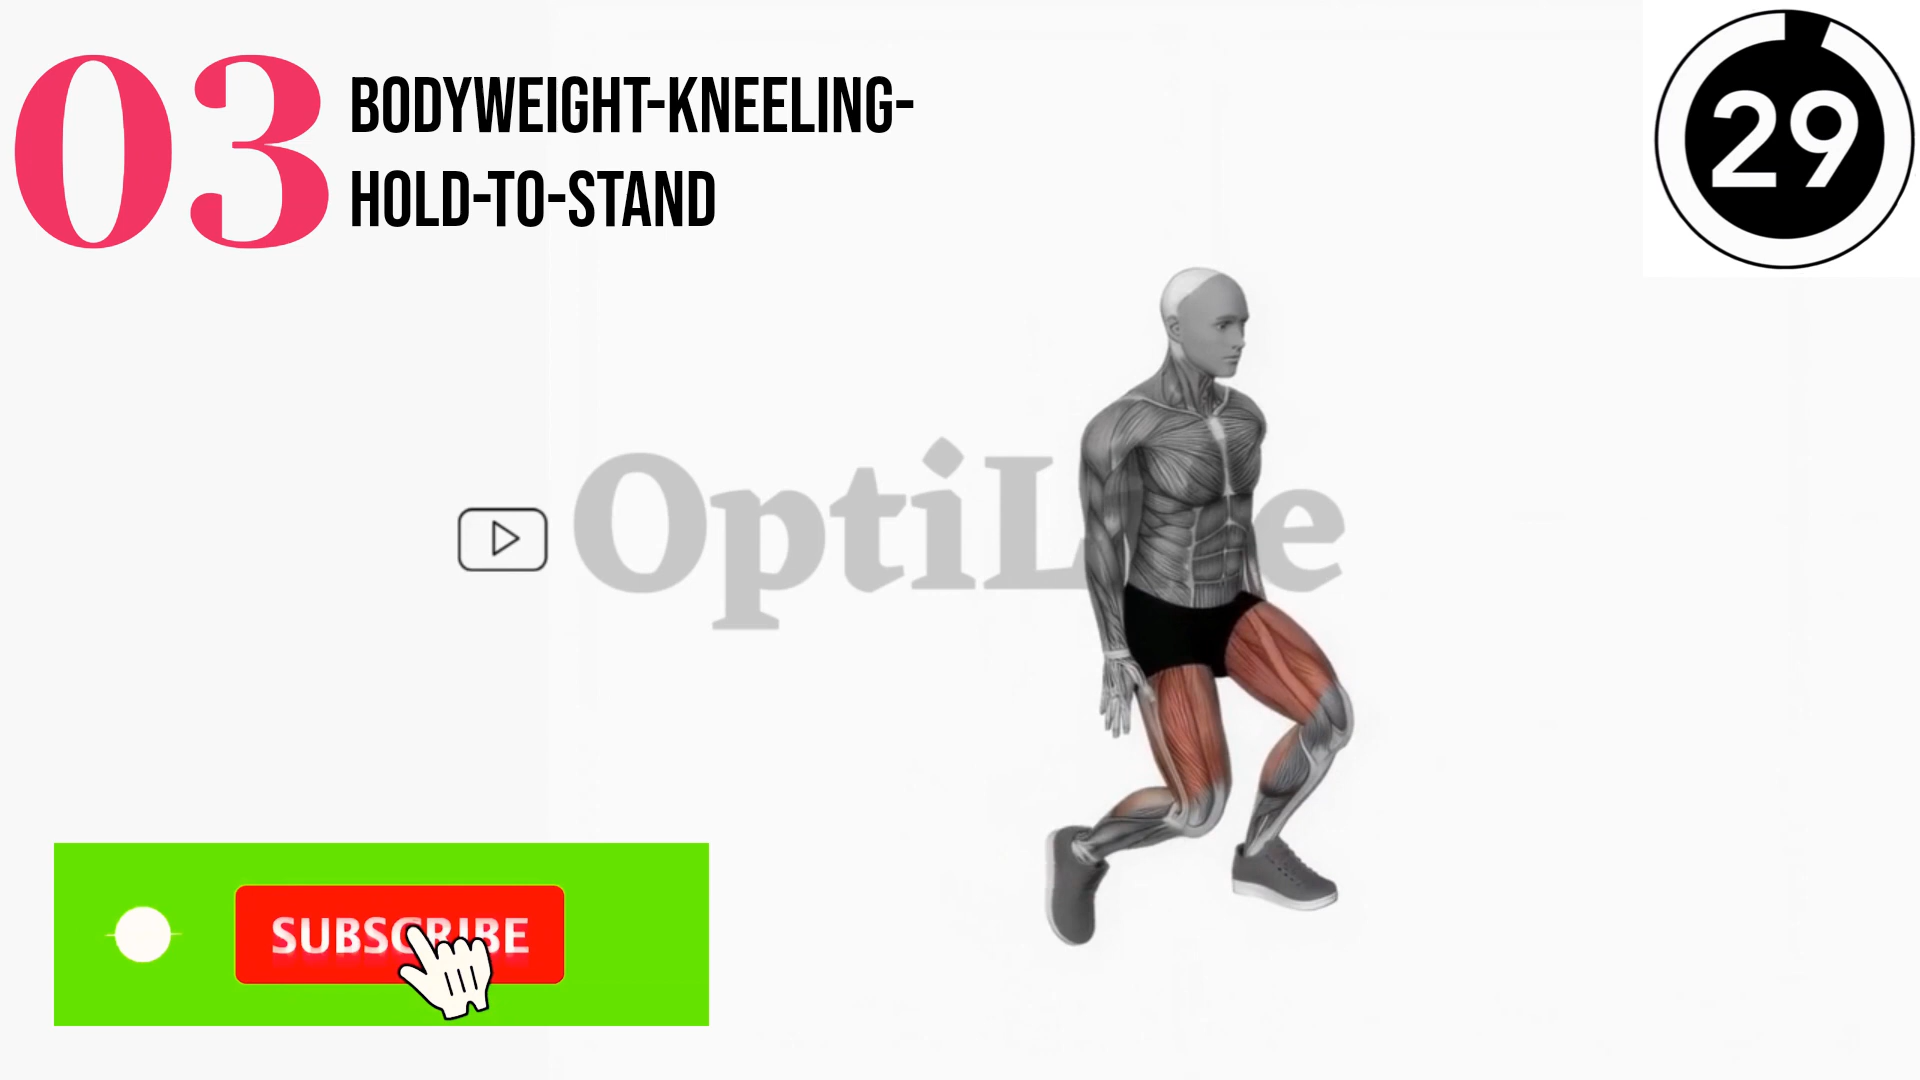 03
BODYWEIGHT-KNEELING-
HOLD-TO-STAND
29
SUBSCRIBE